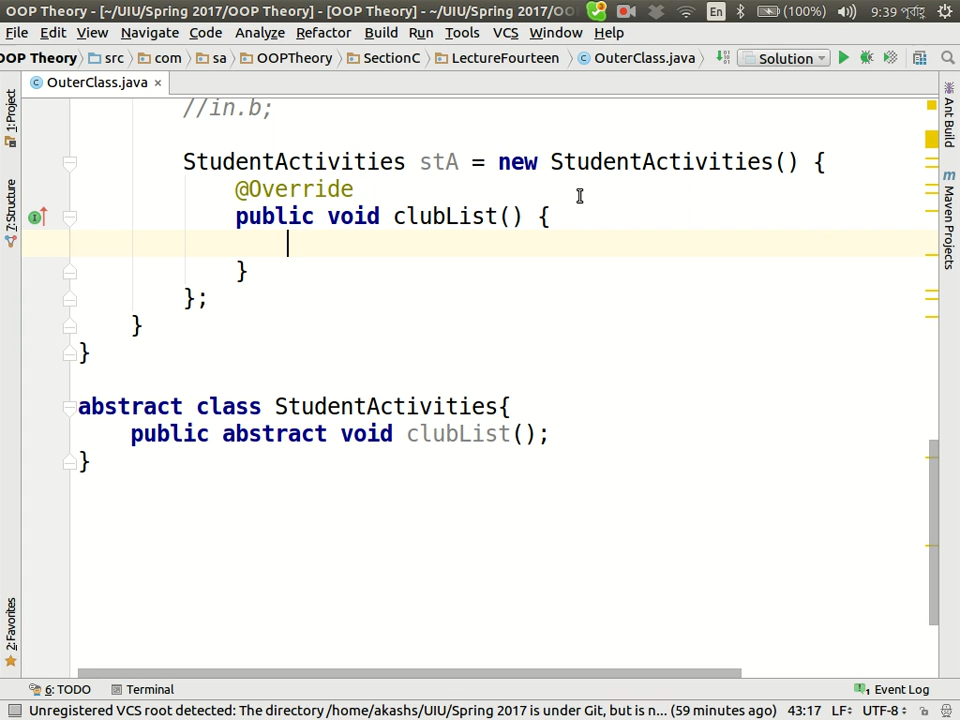 OOP Theory - [~/UIU/Spring 2017/OOP Theory] - [OOP Theory] - ~/UIU/Spring 2017/OO
En (100%) 9:39 পূর্বাহ্ণ
File Edit View Navigate Code Analyze Refactor Build Run Tools VCS Window Help
OOP Theory src com sa OOPTheory SectionC LectureFourteen OuterClass.java Solution
OuterClass.java
1:Project
7:Structure
2:Favorites
//in.b;
StudentActivities stA = new StudentActivities() {
@Override
public void clubList() {
}
};
}
}
abstract class StudentActivities{
public abstract void clubList();
}
Ant Build
Maven Projects
6: TODO Terminal 1 Event Log
Unregistered VCS root detected: The directory /home/akashs/UIU/Spring 2017 is under Git, but is n... (59 minutes ago) 43:17 LF UTF-8